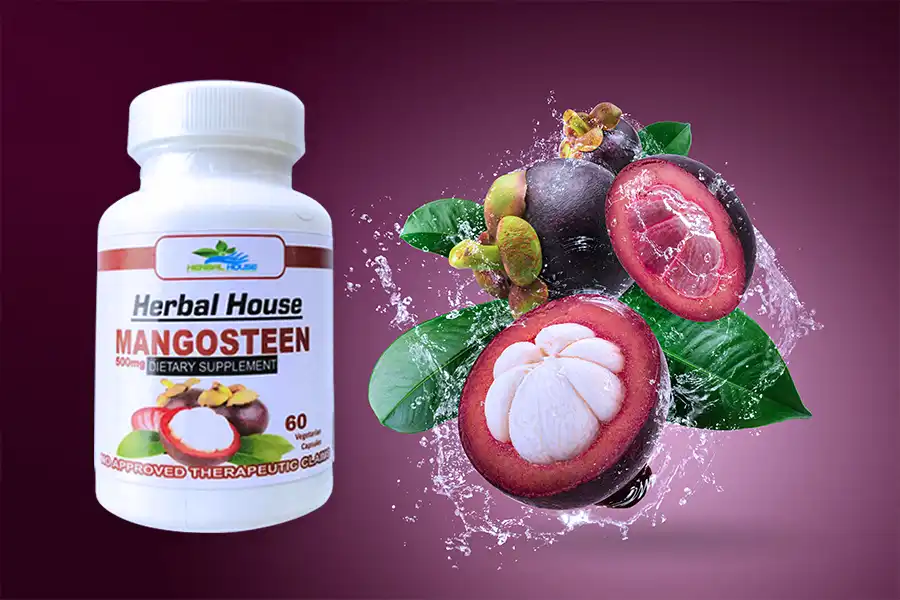 HERBAL HOUSE
Herbal House
MANGOSTEEN
500mg DIETARY SUPPLEMENT
60
Vegetarian
Capsules
NO APPROVED THERAPEUTIC CLAIMS